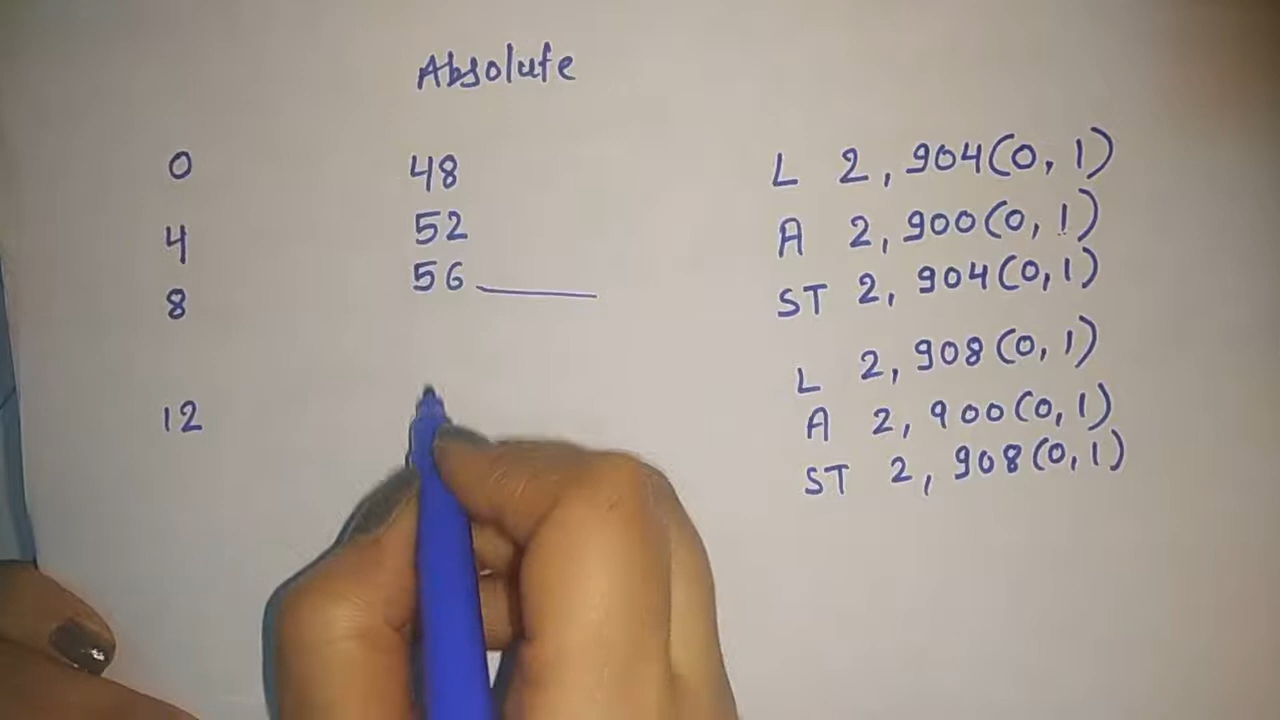 Absolute
0 48 L 2, 904(0, 1)
4 52 A 2, 900(0, 1)
8 56 ST 2, 904(0, 1)
L 2, 908(0, 1)
12 A 2, 900(0, 1)
ST 2, 908(0, 1)